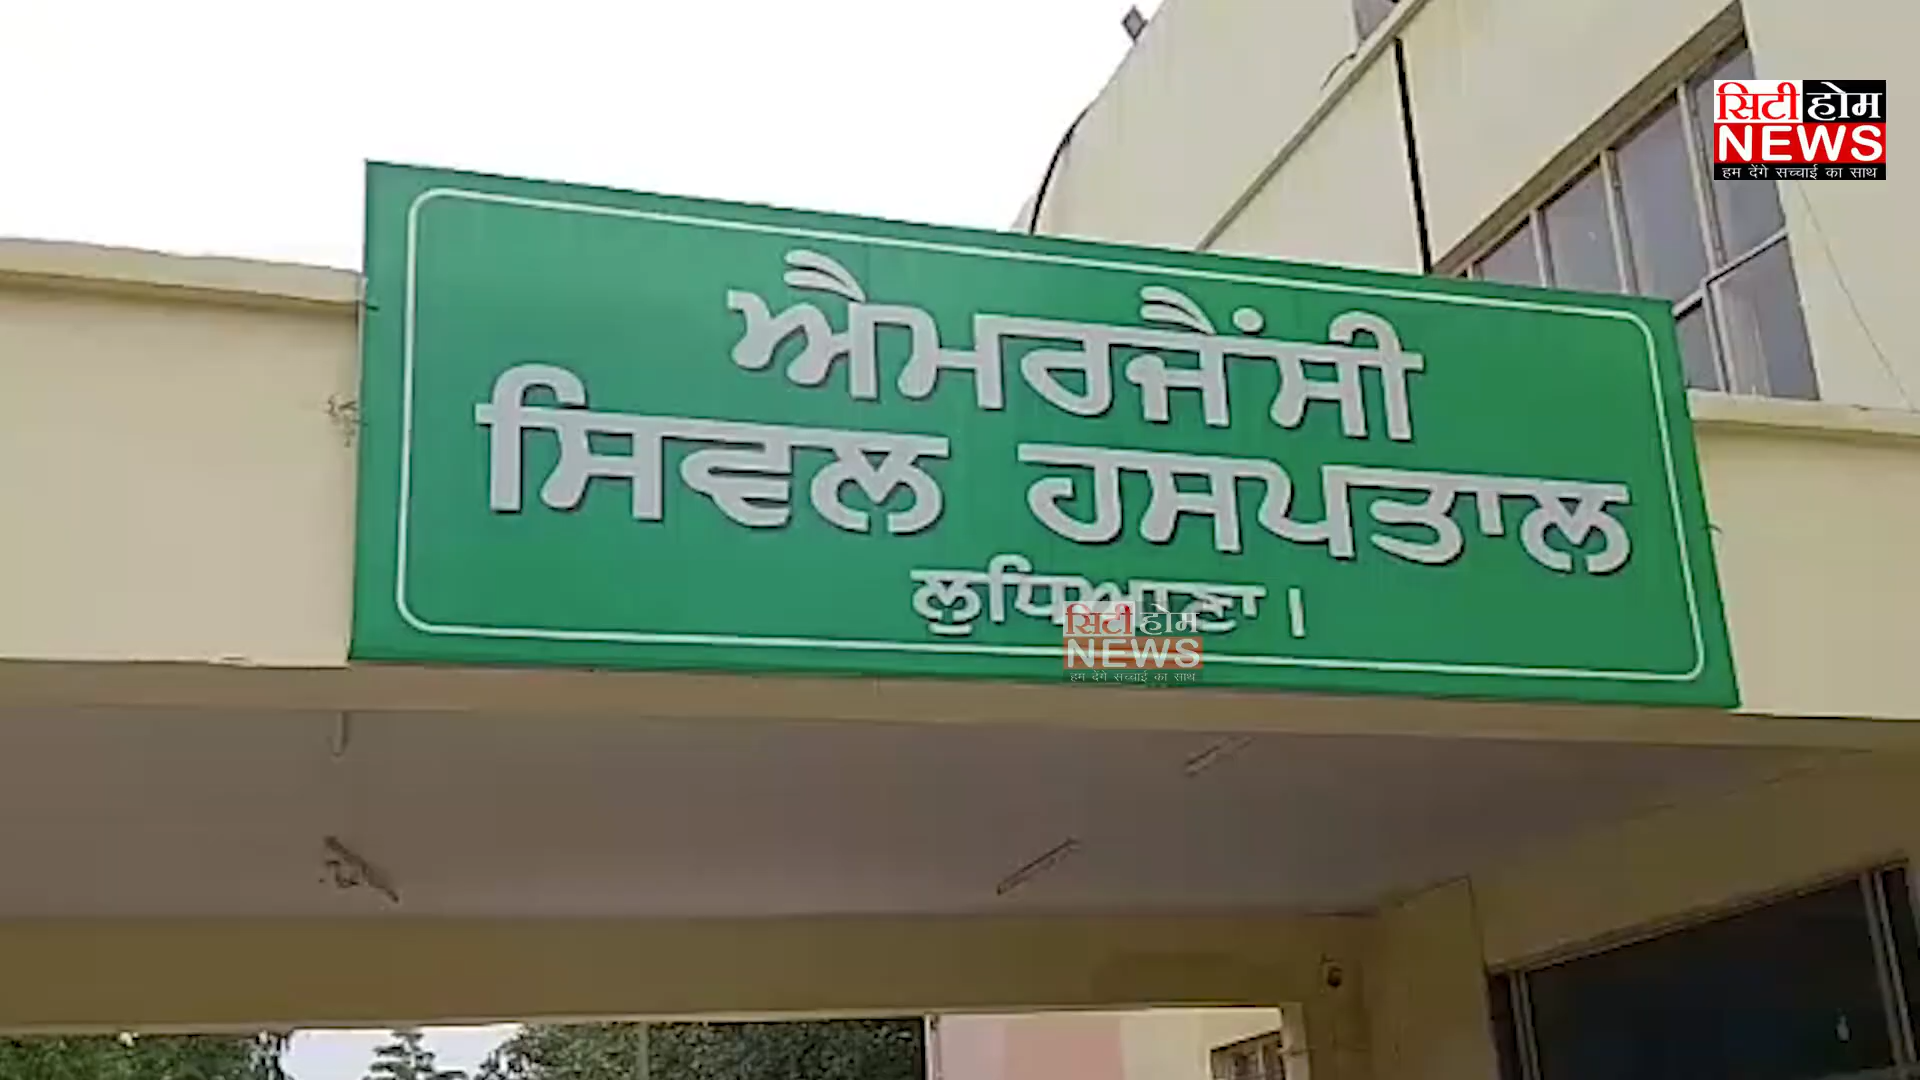 सिटी होम
NEWS
हम देंगे सच्चाई का साथ
ਐਮਰਜੈਂਸੀ
ਸਿਵਲ ਹਸਪਤਾਲ
ਲੁਧਿਆਣਾ।
सिटी होम
NEWS
हम देंगे सच्चाई का साथ